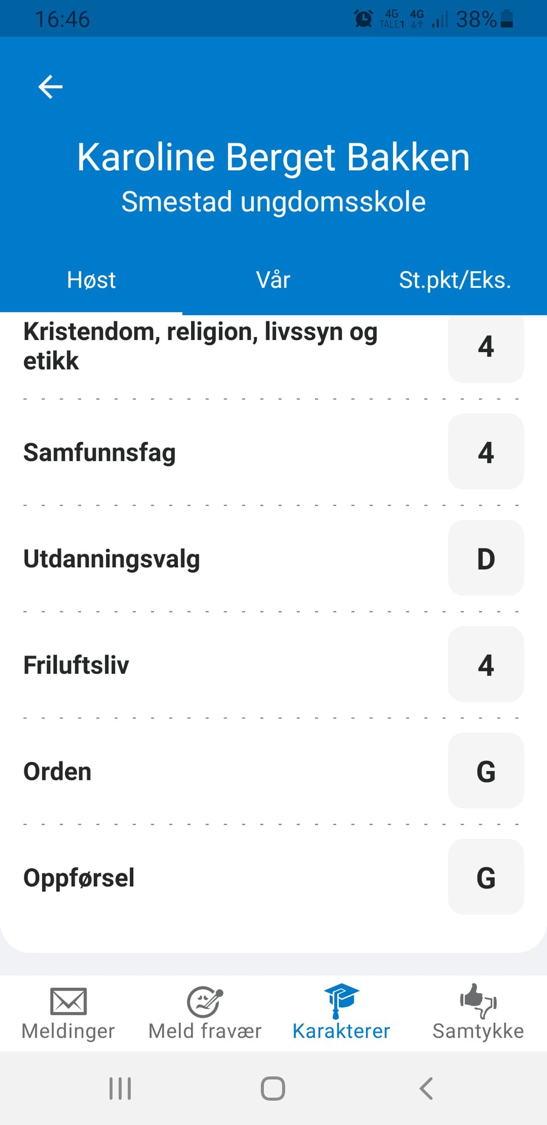 16:46
4G
4G
38%
TALE1
Karoline Berget Bakken
Smestad ungdomsskole
Høst
Vår
St.pkt/Eks.
Kristendom, religion, livssyn og
etikk
4
Samfunnsfag
4
Utdanningsvalg
D
Friluftsliv
4
Orden
G
Oppførsel
G
Meldinger
Meld fravær
Karakterer
Samtykke